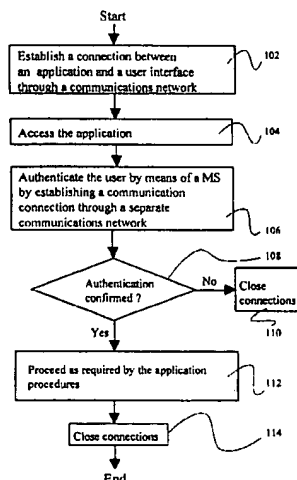 Start
Establish a connection between
an application and a user interface
through a communications network
102
Access the application
104
Authenticate the user by means of a MS
by establishing a communication
connection through a separate
communications network
106
108
Authentication
confirmed ?
No
Close
connections
110
Yes
Proceed as required by the application
procedures
112
Close connections
114
End